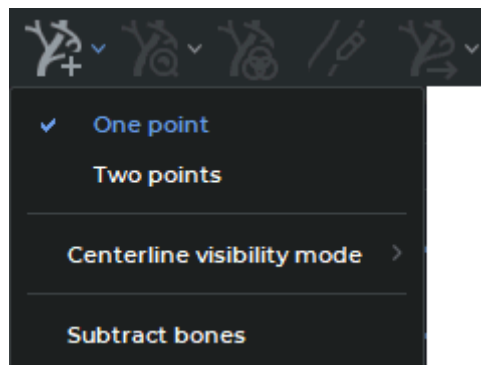 One point
Two points
Centerline visibility mode
Subtract bones